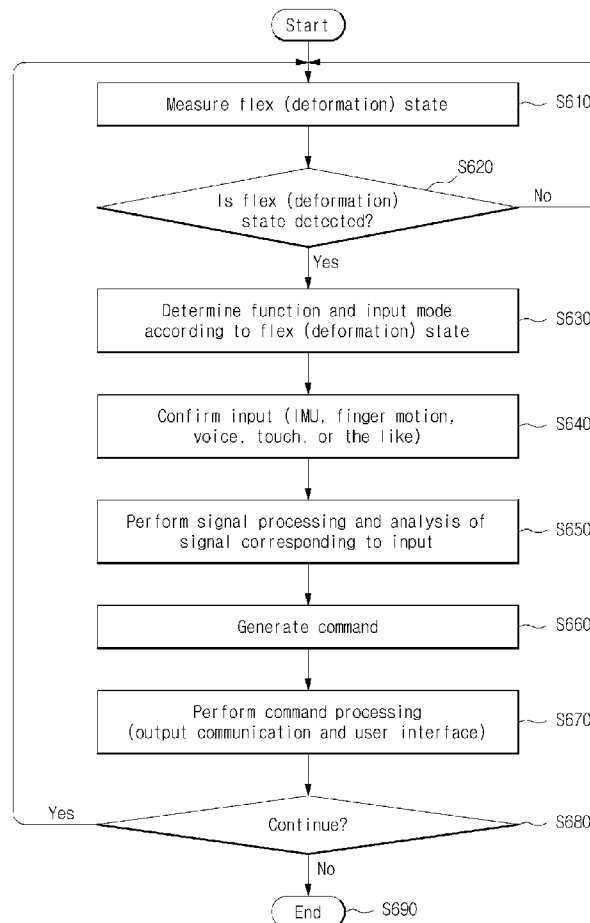 Start
Measure flex (deformation) state
S610
S620
Is flex (deformation)
state detected?
No
Yes
Determine function and input mode
according to flex (deformation) state
S630
Confirm input (IMU, finger motion,
voice, touch, or the like)
S640
Perform signal processing and analysis of
signal corresponding to input
S650
Generate command
S660
Perform command processing
(output communication and user interface)
S670
Yes
Continue?
S680
No
End
S690